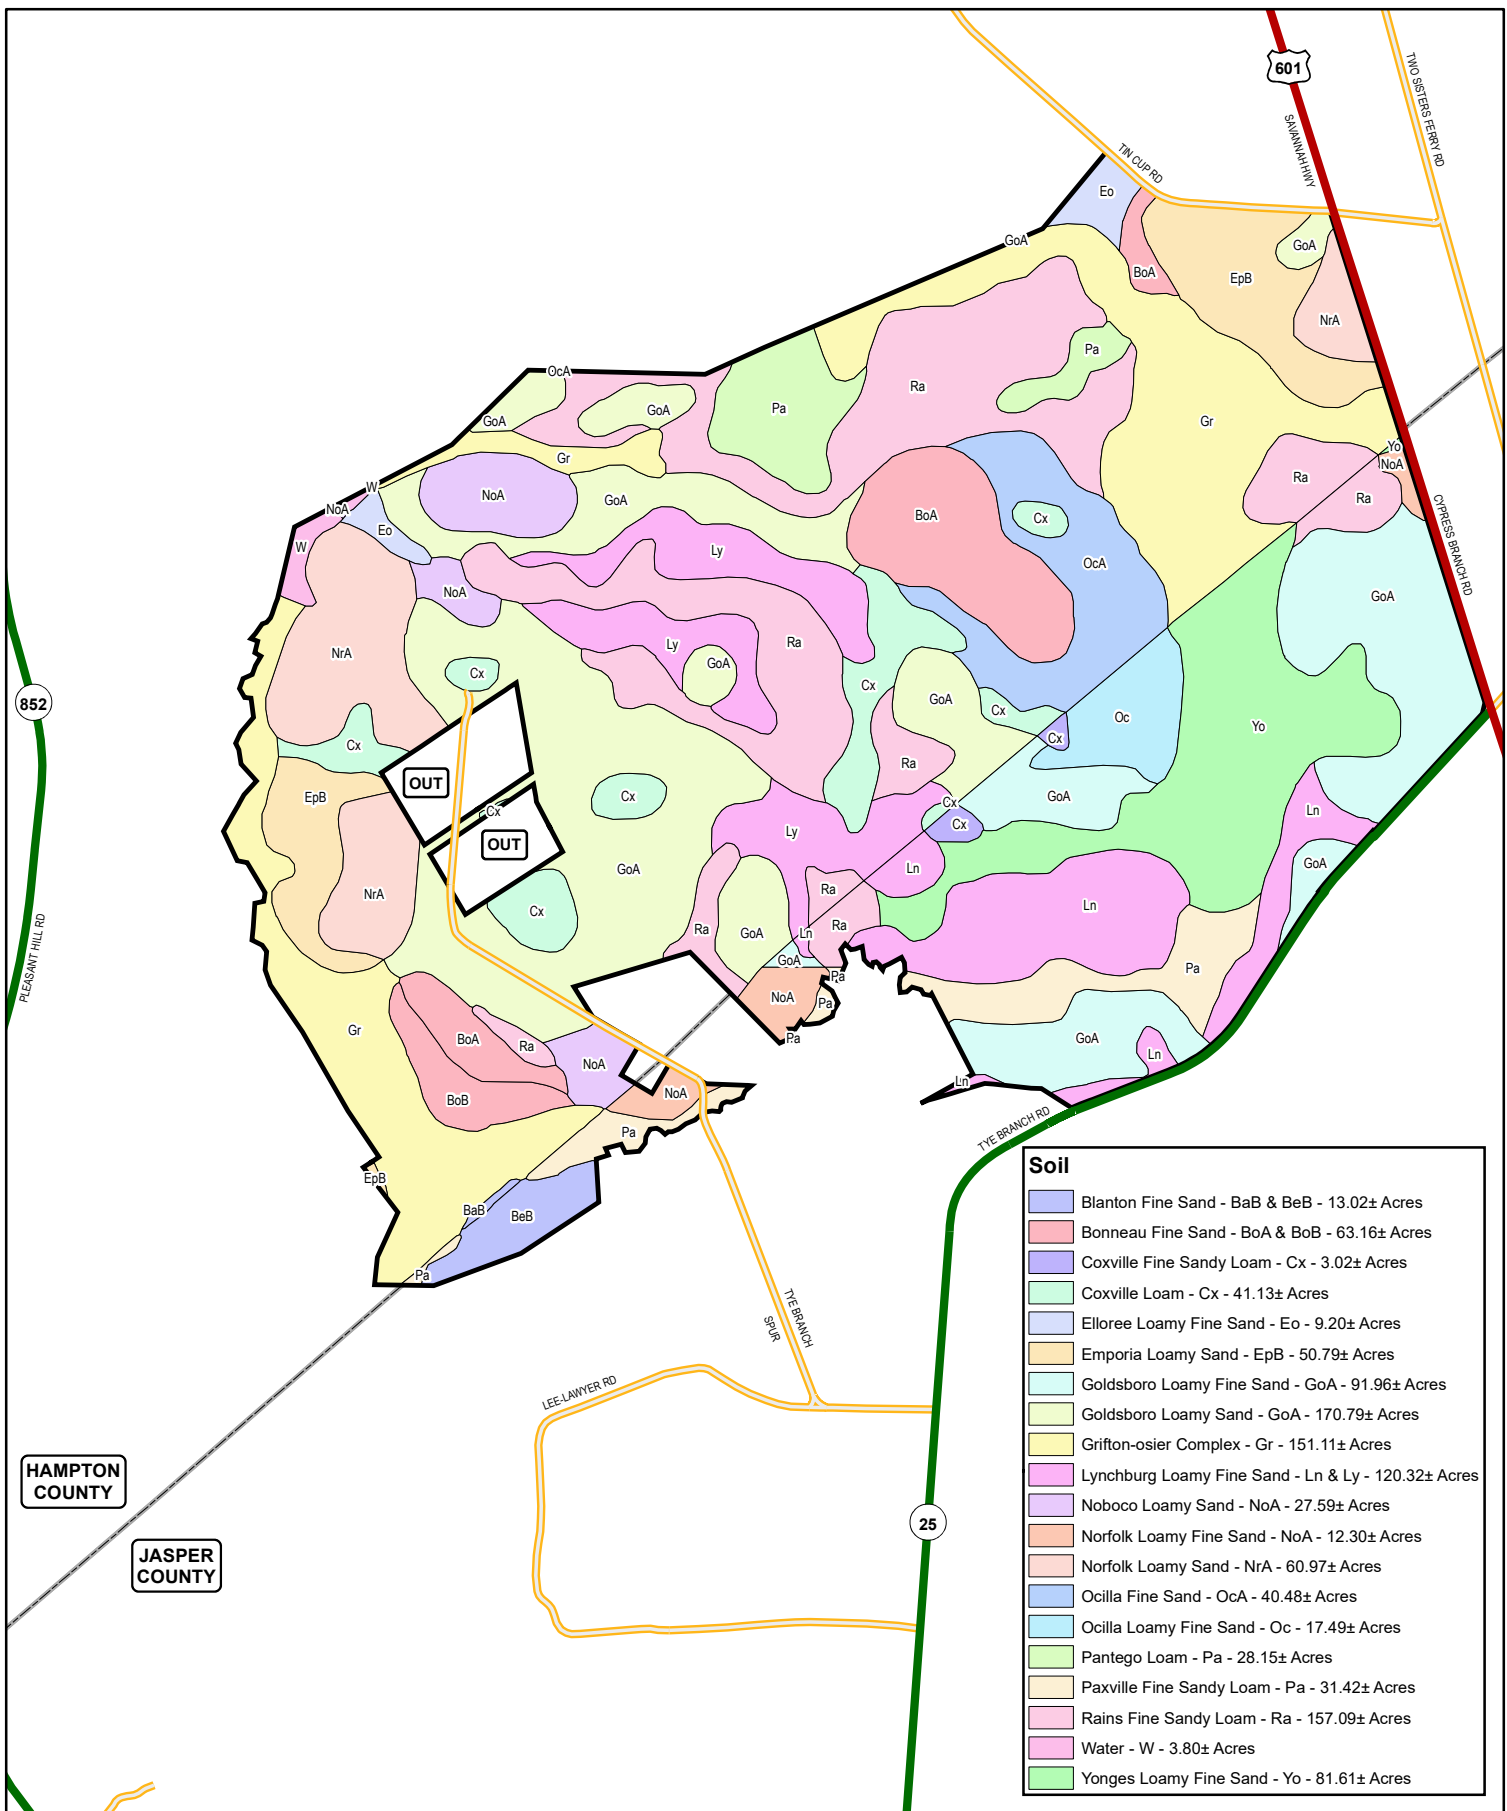 601
TWO SISTERS FERRY RD
SAVANNAH HWY
TIN CUP RD
Eo
GoA
GoA
BoA
EpB
NrA
Pa
OcA
Ra
GoA
Pa
GoA
Gr
Yo
Gr
NoA
W
Ra
NoA
GoA
Ra
NoA
BoA
Cx
CYPRESS BRANCH RD
Eo
W
Ly
OcA
NoA
GoA
Ly
Ra
NrA
GoA
Cx
Cx
852
GoA
Cx
Oc
Yo
Cx
Cx
Ra
OUT
EpB
Cx
GoA
Cx
Cx
Ln
Cx
Ly
OUT
GoA
GoA
Ln
Ra
NrA
Ln
Cx
Ra
Ra
GoA
Ln
PLEASANT HILL RD
GoA
Pa
Pa
NoA
Pa
Gr
BoA
Pa
GoA
Ra
Ln
NoA
Ln
NoA
BoB
TYE BRANCH RD
Pa
EpB
BaB
BeB
Pa
TYE BRANCH
SPUR
LEE-LAWYER RD
HAMPTON
COUNTY
25
JASPER
COUNTY
Soil
Blanton Fine Sand - BaB & BeB - 13.02± Acres
Bonneau Fine Sand - BoA & BoB - 63.16± Acres
Coxville Fine Sandy Loam - Cx - 3.02± Acres
Coxville Loam - Cx - 41.13± Acres
Elloree Loamy Fine Sand - Eo - 9.20± Acres
Emporia Loamy Sand - EpB - 50.79± Acres
Goldsboro Loamy Fine Sand - GoA - 91.96± Acres
Goldsboro Loamy Sand - GoA - 170.79± Acres
Grifton-osier Complex - Gr - 151.11± Acres
Lynchburg Loamy Fine Sand - Ln & Ly - 120.32± Acres
Noboco Loamy Sand - NoA - 27.59± Acres
Norfolk Loamy Fine Sand - NoA - 12.30± Acres
Norfolk Loamy Sand - NrA - 60.97± Acres
Ocilla Fine Sand - OcA - 40.48± Acres
Ocilla Loamy Fine Sand - Oc - 17.49± Acres
Pantego Loam - Pa - 28.15± Acres
Paxville Fine Sandy Loam - Pa - 31.42± Acres
Rains Fine Sandy Loam - Ra - 157.09± Acres
Water - W - 3.80± Acres
Yonges Loamy Fine Sand - Yo - 81.61± Acres